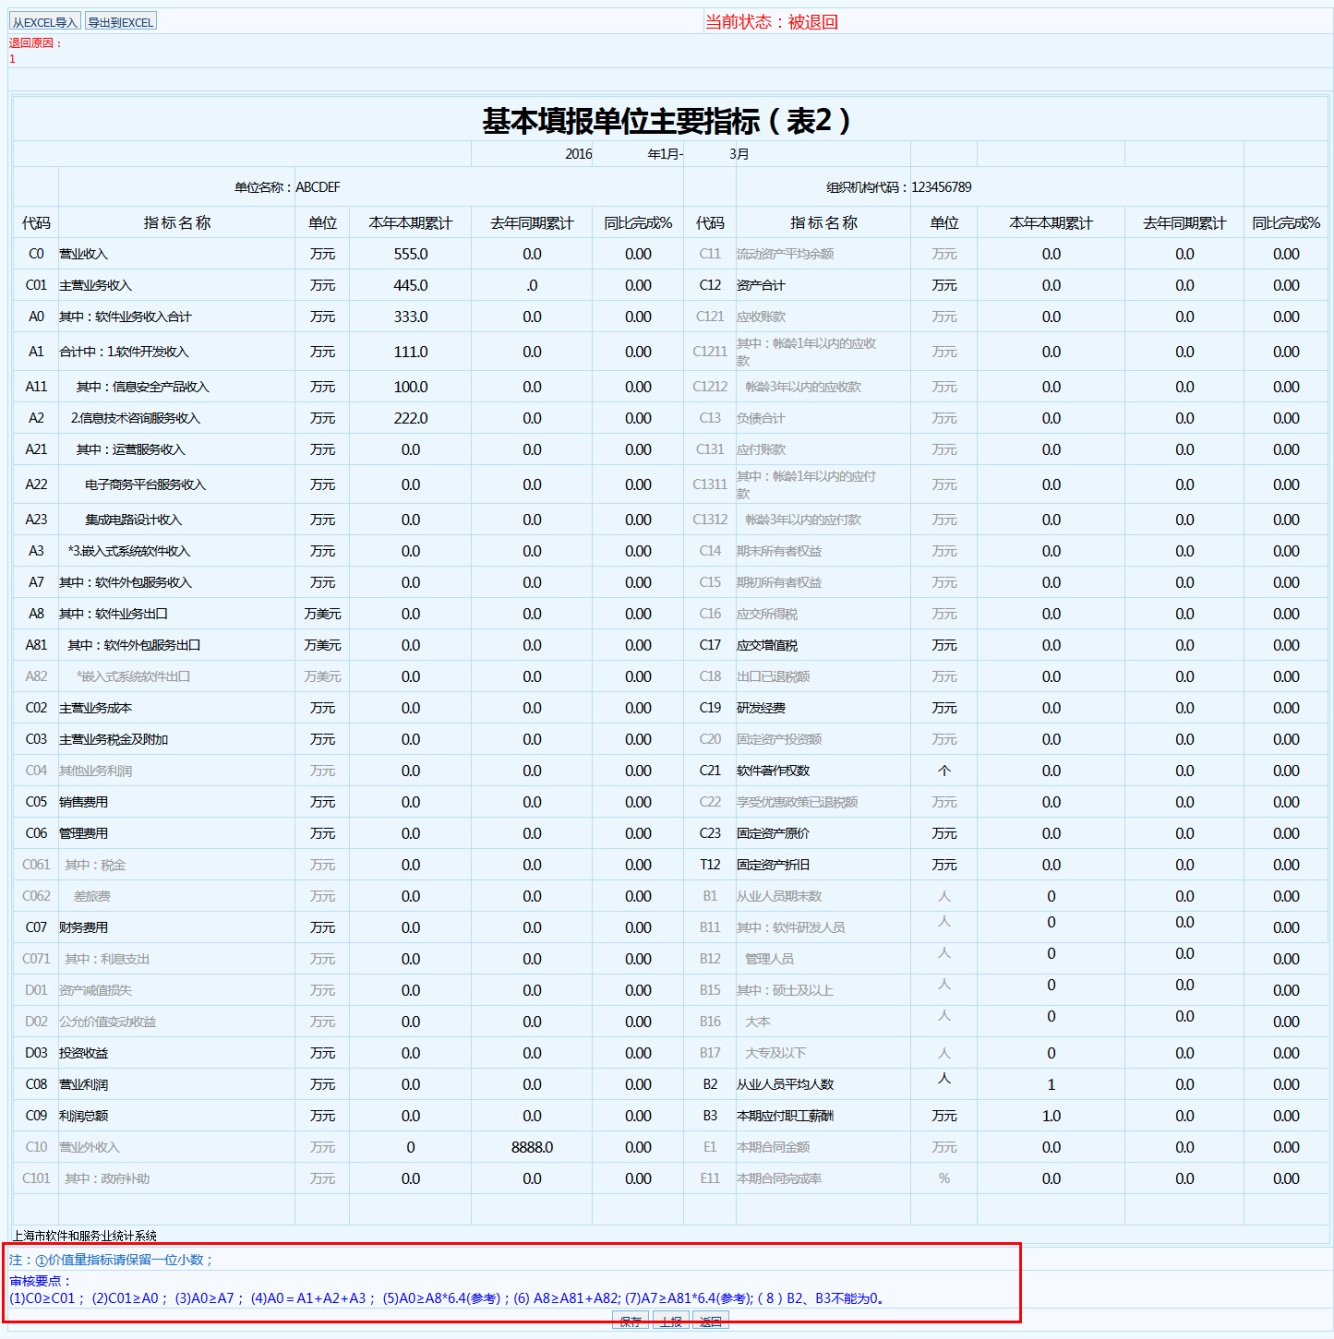 从EXCEL导入 导出到EXCEL 当前状态：被退回
退回原因：
1
基本填报单位主要指标（表2）
2016 年1月- 3月
单位名称：ABCDEF 组织机构代码：123456789
代码 指标名称 单位 本年本期累计 去年同期累计 同比完成% 代码 指标名称 单位 本年本期累计 去年同期累计 同比完成%
C0 营业收入 万元 555.0 0.0 0.00 C11 流动资产平均余额 万元 0.0 0.0 0.00
C01 主营业务收入 万元 445.0 .0 0.00 C12 资产合计 万元 0.0 0.0 0.00
A0 其中：软件业务收入合计 万元 333.0 0.0 0.00 C121 应收账款 万元 0.0 0.0 0.00
A1 合计中：1.软件开发收入 万元 111.0 0.0 0.00 C1211 其中：帐龄1年以内的应收款 万元 0.0 0.0 0.00
A11 其中：信息安全产品收入 万元 100.0 0.0 0.00 C1212 帐龄3年以内的应收款 万元 0.0 0.0 0.00
A2 2.信息技术咨询服务收入 万元 222.0 0.0 0.00 C13 负债合计 万元 0.0 0.0 0.00
A21 其中：运营服务收入 万元 0.0 0.0 0.00 C131 应付账款 万元 0.0 0.0 0.00
A22 电子商务平台服务收入 万元 0.0 0.0 0.00 C1311 其中：帐龄1年以内的应付款 万元 0.0 0.0 0.00
A23 集成电路设计收入 万元 0.0 0.0 0.00 C1312 帐龄3年以内的应付款 万元 0.0 0.0 0.00
A3 *3.嵌入式系统软件收入 万元 0.0 0.0 0.00 C14 期末所有者权益 万元 0.0 0.0 0.00
A7 其中：软件外包服务收入 万元 0.0 0.0 0.00 C15 期初所有者权益 万元 0.0 0.0 0.00
A8 其中：软件业务出口 万美元 0.0 0.0 0.00 C16 应交所得税 万元 0.0 0.0 0.00
A81 其中：软件外包服务出口 万美元 0.0 0.0 0.00 C17 应交增值税 万元 0.0 0.0 0.00
A82 *嵌入式系统软件出口 万美元 0.0 0.0 0.00 C18 出口已退税额 万元 0.0 0.0 0.00
C02 主营业务成本 万元 0.0 0.0 0.00 C19 研发经费 万元 0.0 0.0 0.00
C03 主营业务税金及附加 万元 0.0 0.0 0.00 C20 固定资产投资额 万元 0.0 0.0 0.00
C04 其他业务利润 万元 0.0 0.0 0.00 C21 软件著作权数 个 0.0 0.0 0.00
C05 销售费用 万元 0.0 0.0 0.00 C22 享受优惠政策已退税额 万元 0.0 0.0 0.00
C06 管理费用 万元 0.0 0.0 0.00 C23 固定资产原价 万元 0.0 0.0 0.00
C061 其中：税金 万元 0.0 0.0 0.00 T12 固定资产折旧 万元 0.0 0.0 0.00
C062 差旅费 万元 0.0 0.0 0.00 B1 从业人员期末数 人 0 0.0 0.00
C07 财务费用 万元 0.0 0.0 0.00 B11 其中：软件研发人员 人 0 0.0 0.00
C071 其中：利息支出 万元 0.0 0.0 0.00 B12 管理人员 人 0 0.0 0.00
D01 资产减值损失 万元 0.0 0.0 0.00 B15 其中：硕士及以上 人 0 0.0 0.00
D02 公允价值变动收益 万元 0.0 0.0 0.00 B16 大本 人 0 0.0 0.00
D03 投资收益 万元 0.0 0.0 0.00 B17 大专及以下 人 0 0.0 0.00
C08 营业利润 万元 0.0 0.0 0.00 B2 从业人员平均人数 人 1 0.0 0.00
C09 利润总额 万元 0.0 0.0 0.00 B3 本期应付职工薪酬 万元 1.0 0.0 0.00
C10 营业外收入 万元 0 8888.0 0.00 E1 本期合同金额 万元 0.0 0.0 0.00
C101 其中：政府补助 万元 0.0 0.0 0.00 E11 本期合同完成率 % 0.0 0.0 0.00
上海市软件和服务业统计系统
注：①价值量指标请保留一位小数；
审核要点：
(1)C0≥C01； (2)C01≥A0； (3)A0≥A7； (4)A0＝A1+A2+A3； (5)A0≥A8*6.4(参考)；(6) A8≥A81+A82; (7)A7≥A81*6.4(参考);（8）B2、B3不能为0。
保存 上报 返回